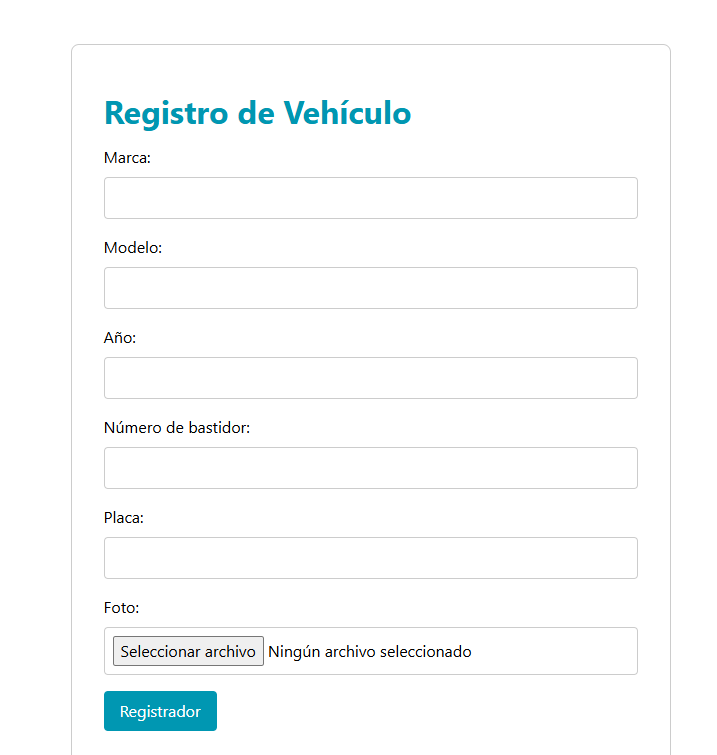 Registro de Vehículo
Marca:
Modelo:
Año:
Número de bastidor:
Placa:
Foto:
Seleccionar archivo Ningún archivo seleccionado
Registrador